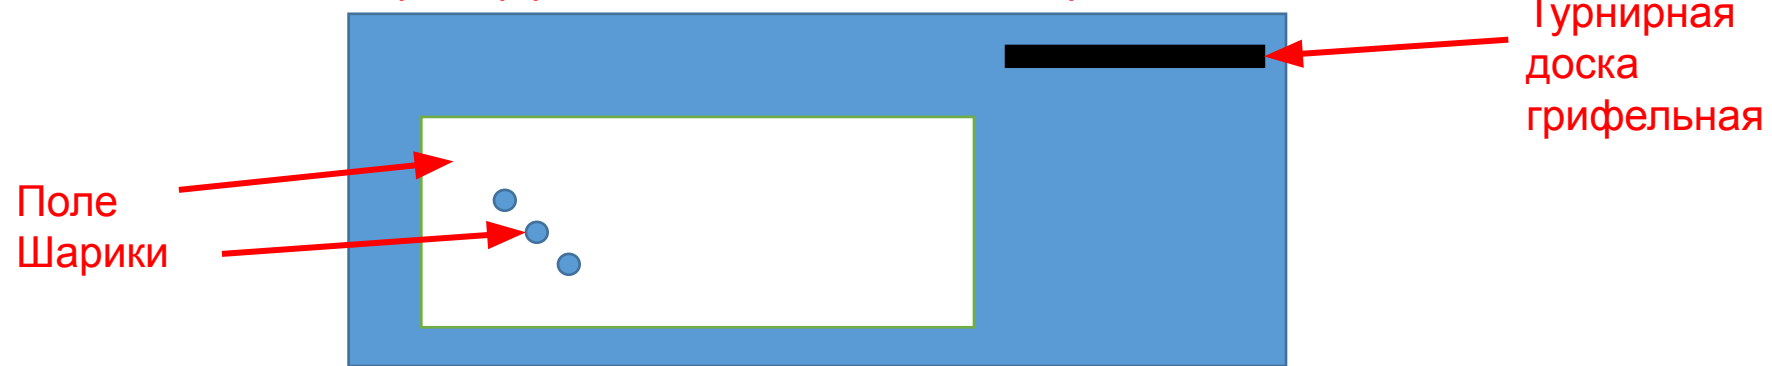 Турнирная
доска
грифельная
Поле
Шарики